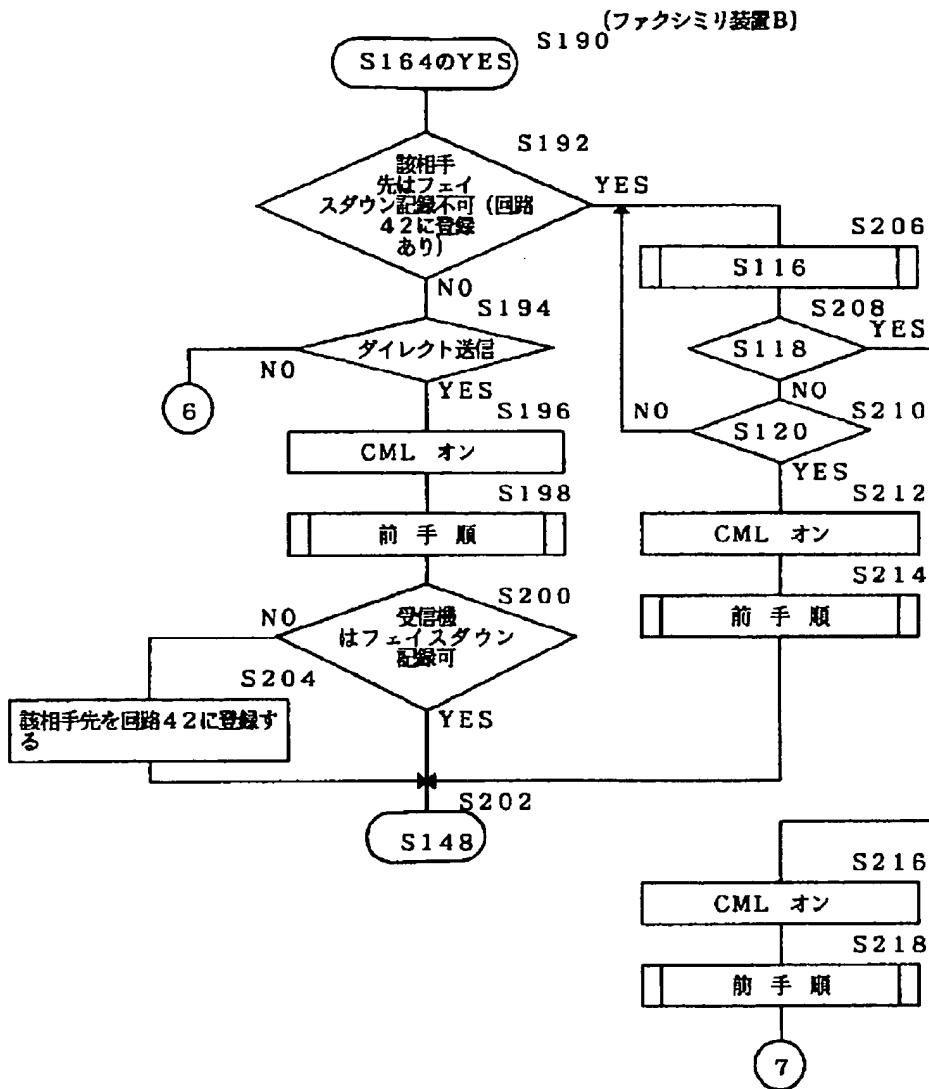 (ファクシミリ装置B)
S190
S164のYES
S192
該相手
先はフェイ
スダウン記録不可(回路
42に登録
あり)
YES
NO
S194
ダイレクト送信
NO
YES
6
S196
CML オン
S198
前手順
S200
受信機
はフェイスダウン
記録可
NO
YES
S204
該相手先を回路42に登録す
る
S202
S148
S206
S116
S208
S118
YES
NO
S210
S120
NO
YES
S212
CML オン
S214
前手順
S216
CML オン
S218
前手順
7